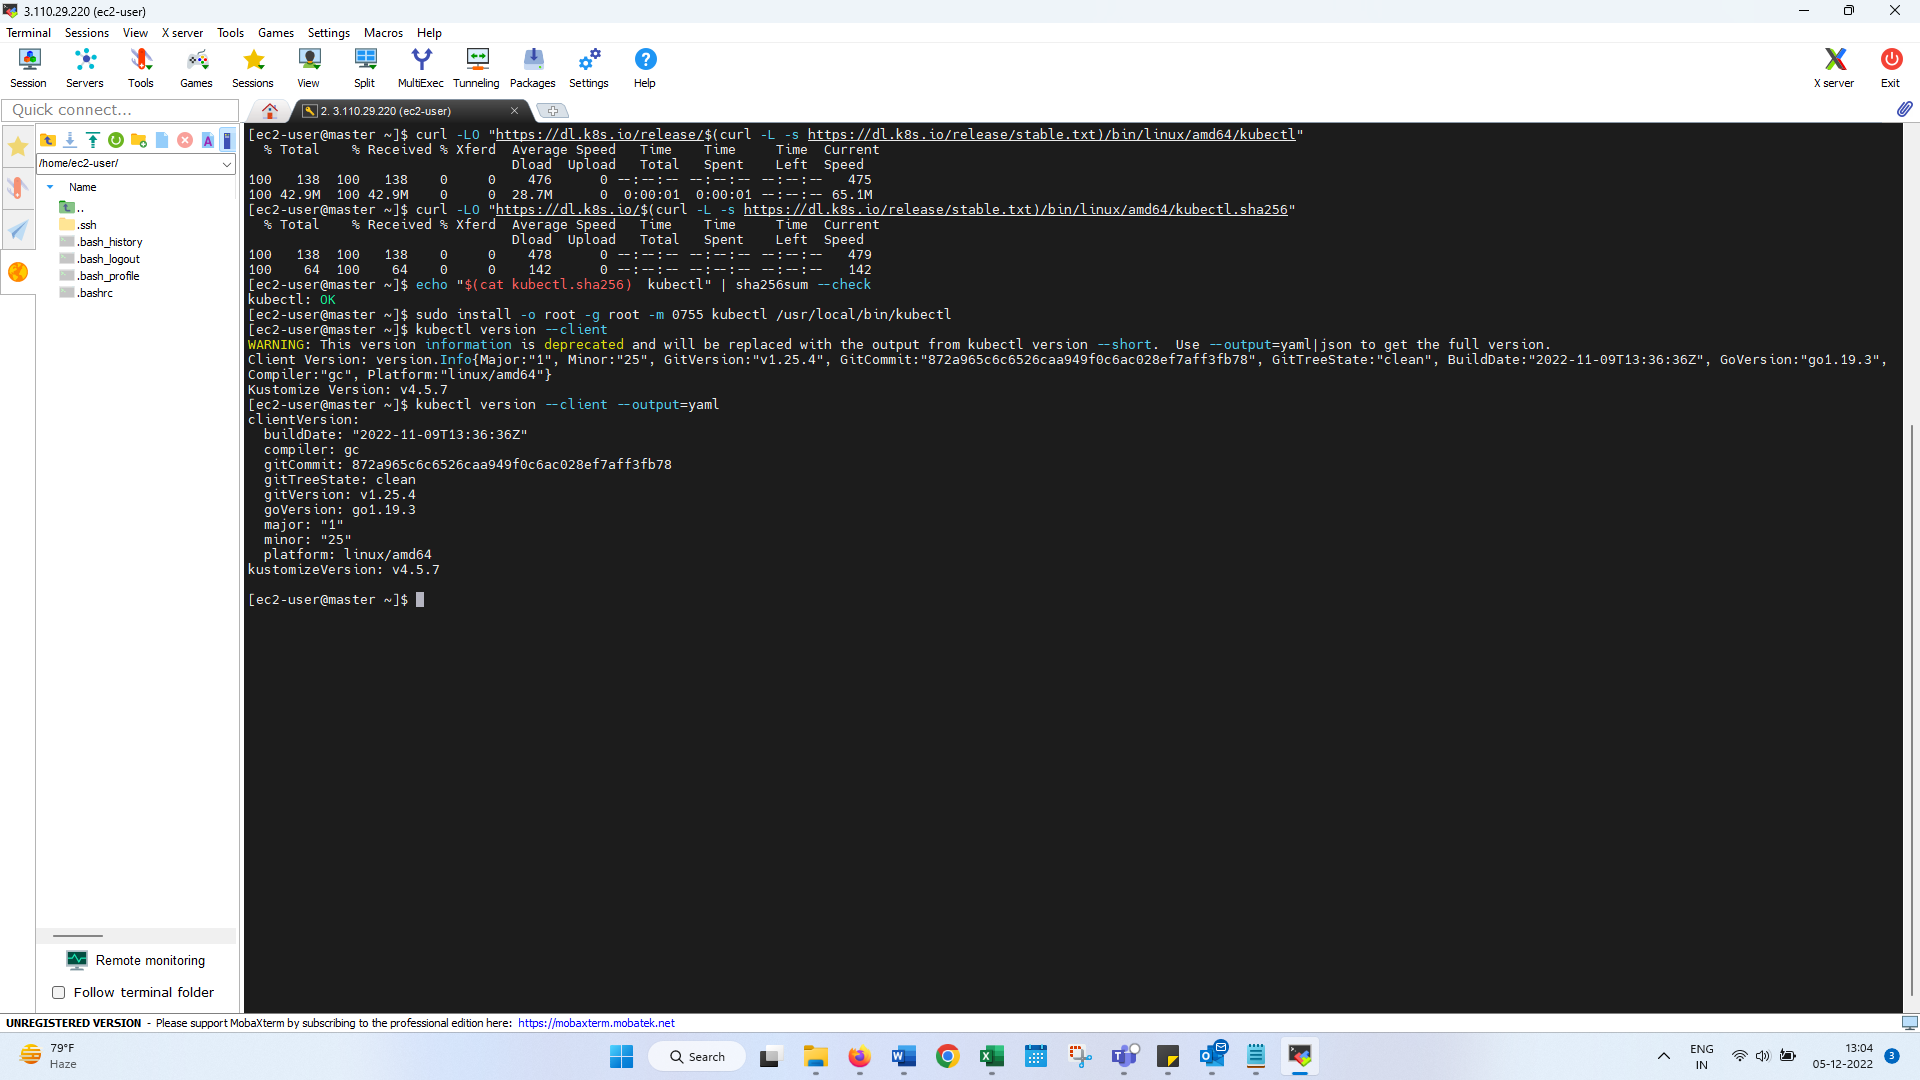 3.110.29.220 (ec2-user)
Terminal Sessions View X server Tools Games Settings Macros Help
Session Servers Tools Games Sessions View Split MultiExec Tunneling Packages Settings Help X server Exit
Quick connect...
2. 3.110.29.220 (ec2-user)
/home/ec2-user/
Name
..
.ssh
.bash_history
.bash_logout
.bash_profile
.bashrc
Remote monitoring
Follow terminal folder
[ec2-user@master ~]$ curl -LO "https://dl.k8s.io/release/$(curl -L -s https://dl.k8s.io/release/stable.txt)/bin/linux/amd64/kubectl"
  % Total    % Received % Xferd  Average Speed   Time    Time     Time  Current
                                 Dload  Upload   Total   Spent    Left  Speed
100   138  100   138    0     0    476      0 --:--:-- --:--:-- --:--:--   475
100 42.9M  100 42.9M    0     0  28.7M      0  0:00:01  0:00:01 --:--:-- 65.1M
[ec2-user@master ~]$ curl -LO "https://dl.k8s.io/$(curl -L -s https://dl.k8s.io/release/stable.txt)/bin/linux/amd64/kubectl.sha256"
  % Total    % Received % Xferd  Average Speed   Time    Time     Time  Current
                                 Dload  Upload   Total   Spent    Left  Speed
100   138  100   138    0     0    478      0 --:--:-- --:--:-- --:--:--   479
100    64  100    64    0     0    142      0 --:--:-- --:--:-- --:--:--   142
[ec2-user@master ~]$ echo "$(cat kubectl.sha256)  kubectl" | sha256sum --check
kubectl: OK
[ec2-user@master ~]$ sudo install -o root -g root -m 0755 kubectl /usr/local/bin/kubectl
[ec2-user@master ~]$ kubectl version --client
WARNING: This version information is deprecated and will be replaced with the output from kubectl version --short.  Use --output=yaml|json to get the full version.
Client Version: version.Info{Major:"1", Minor:"25", GitVersion:"v1.25.4", GitCommit:"872a965c6c6526caa949f0c6ac028ef7aff3fb78", GitTreeState:"clean", BuildDate:"2022-11-09T13:36:36Z", GoVersion:"go1.19.3",
Compiler:"gc", Platform:"linux/amd64"}
Kustomize Version: v4.5.7
[ec2-user@master ~]$ kubectl version --client --output=yaml
clientVersion:
  buildDate: "2022-11-09T13:36:36Z"
  compiler: gc
  gitCommit: 872a965c6c6526caa949f0c6ac028ef7aff3fb78
  gitTreeState: clean
  gitVersion: v1.25.4
  goVersion: go1.19.3
  major: "1"
  minor: "25"
  platform: linux/amd64
kustomizeVersion: v4.5.7
[ec2-user@master ~]$
UNREGISTERED VERSION - Please support MobaXterm by subscribing to the professional edition here: https://mobaxterm.mobatek.net
79°F
Haze
Search
ENG
IN
13:04
05-12-2022
3